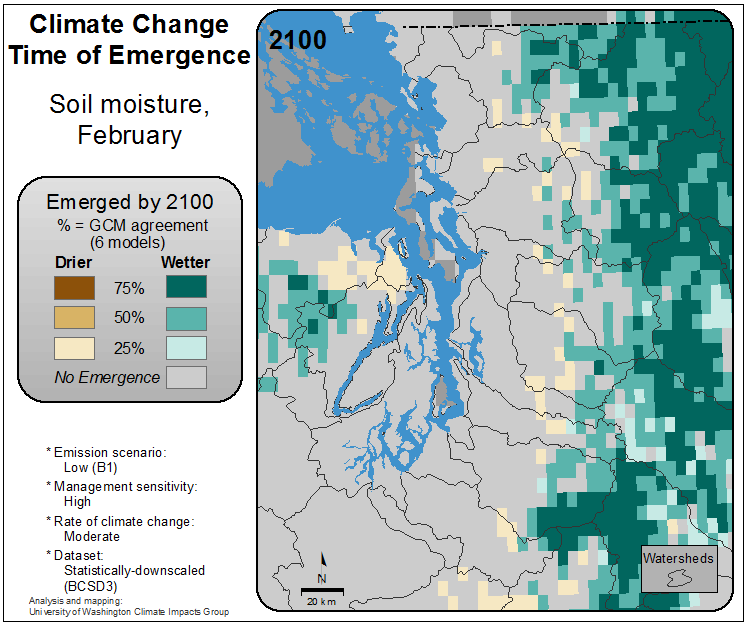 Climate Change
Time of Emergence
Soil moisture,
February
Emerged by 2100
% = GCM agreement
(6 models)
Drier Wetter
75%
50%
25%
No Emergence
* Emission scenario:
Low (B1)
* Management sensitivity:
High
* Rate of climate change:
Moderate
* Dataset:
Statistically-downscaled
(BCSD3)
Analysis and mapping:
University of Washington Climate Impacts Group
2100
N
20 km
Watersheds